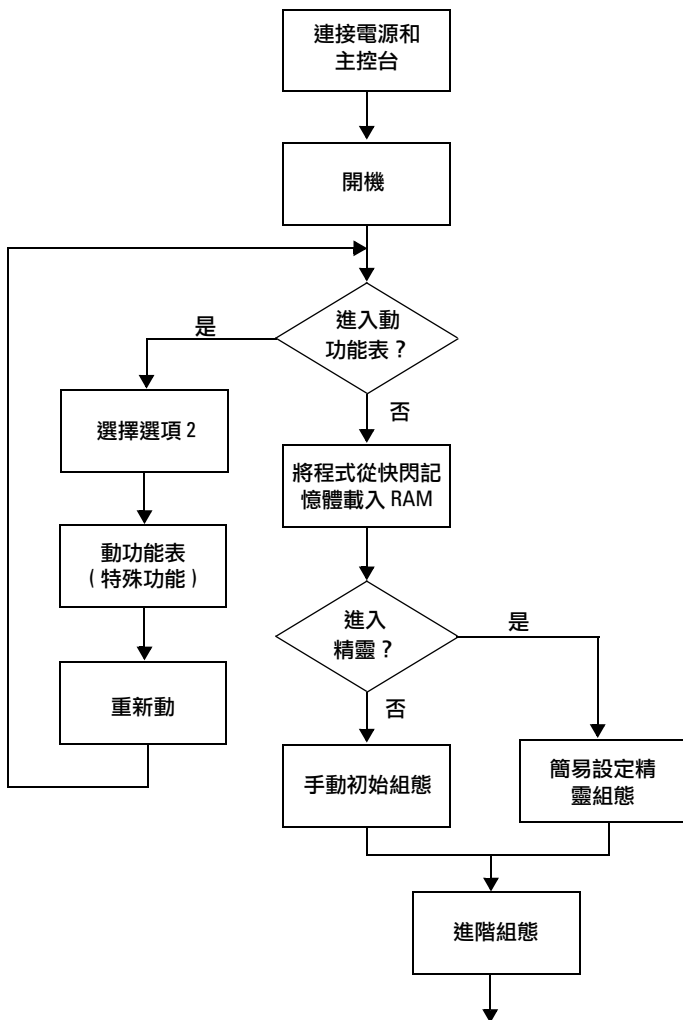 連接電源和
主控台
開機
進入動
功能表？
是
否
選擇選項 2
將程式從快閃記
憶體載入 RAM
動功能表
( 特殊功能 )
進入
精靈？
是
否
重新動
手動初始組態
簡易設定精
靈組態
進階組態